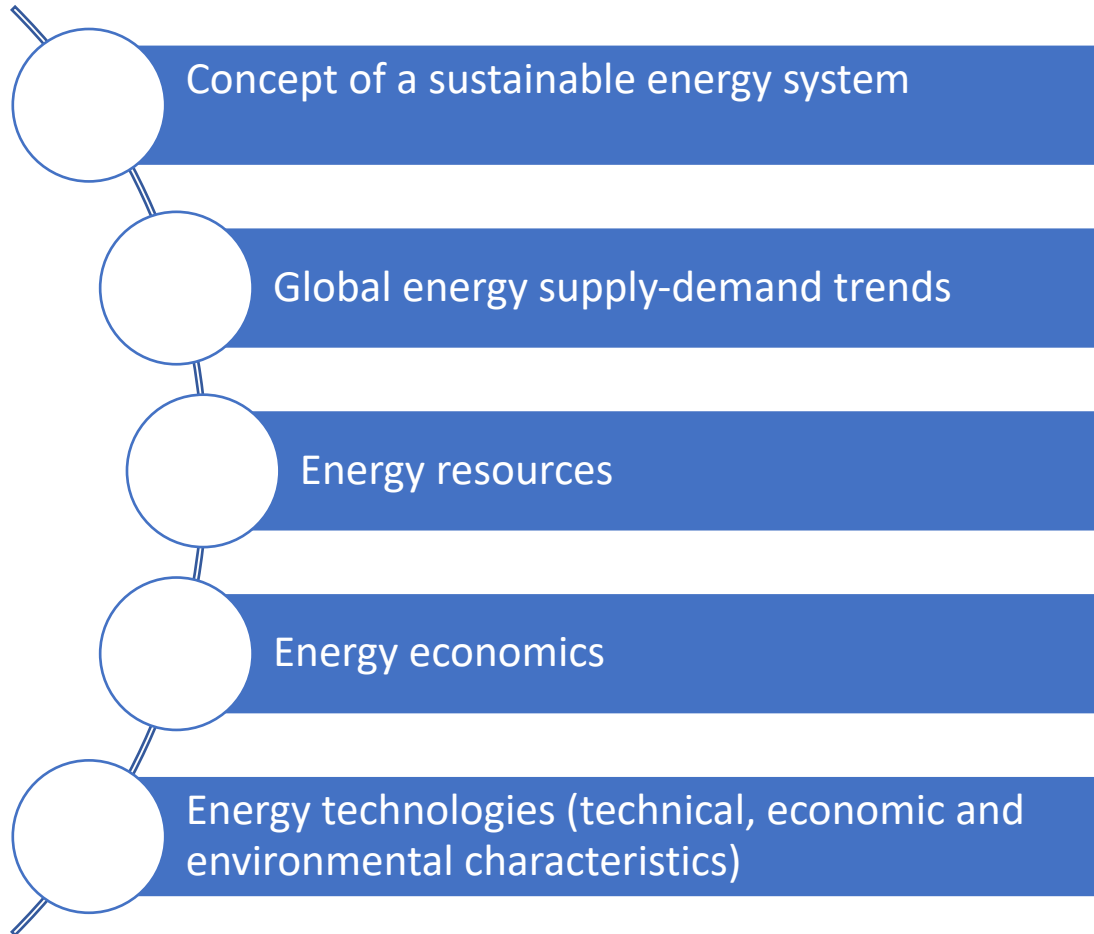 Concept of a sustainable energy system
Global energy supply-demand trends
Energy resources
Energy economics
Energy technologies (technical, economic and
environmental characteristics)